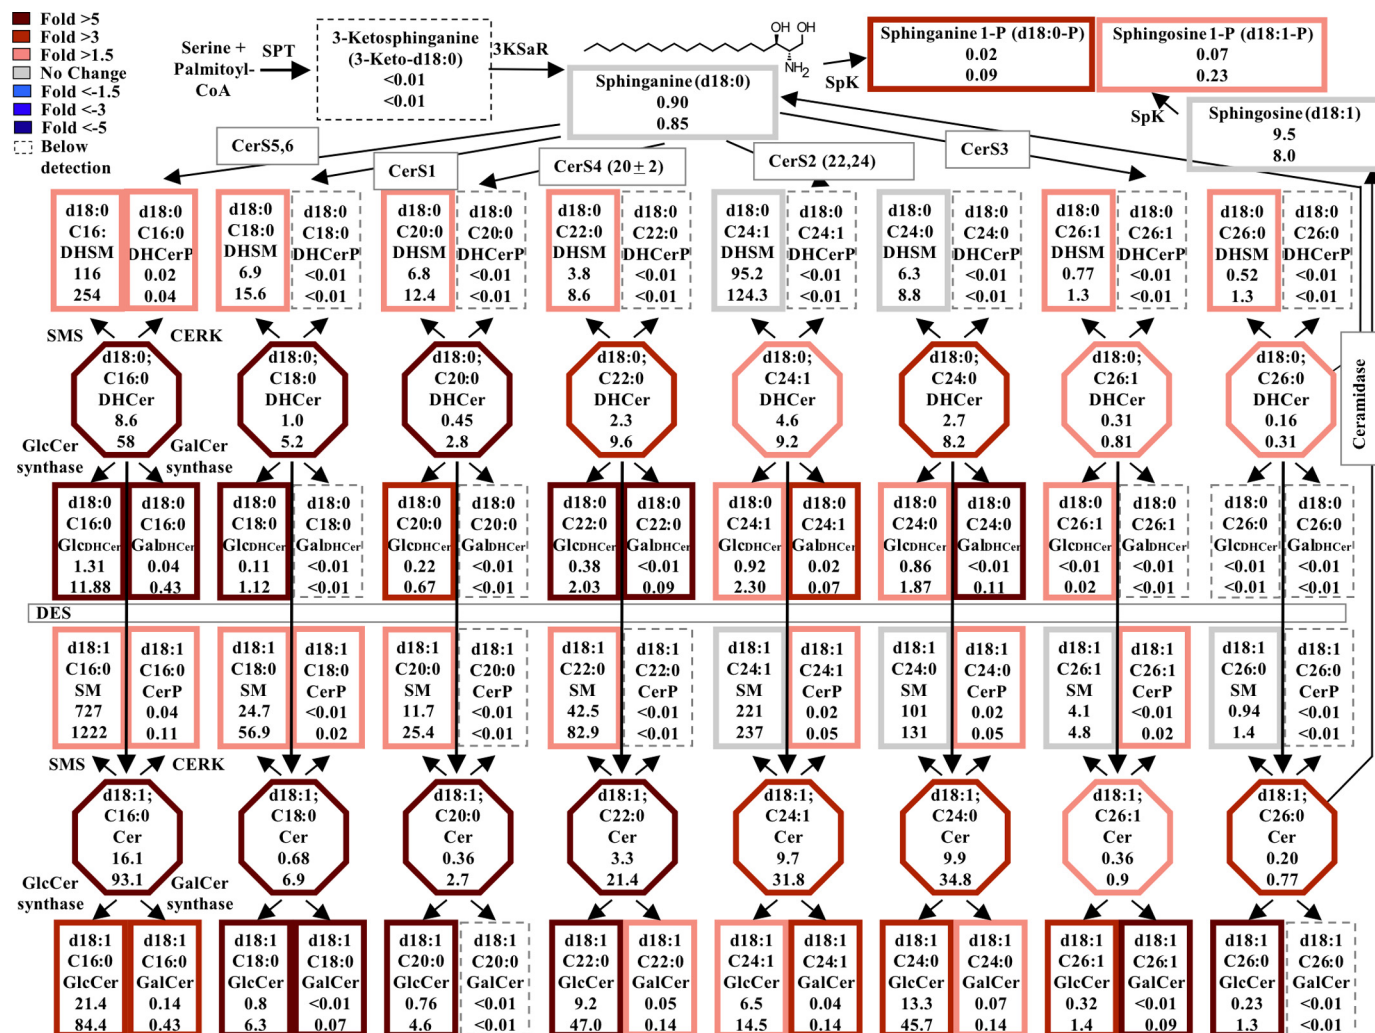 Fold >5
Fold >3
Fold >1.5
No Change
Fold <-1.5
Fold <-3
Fold <-5
Below
detection
Serine +
Palmitoyl-
CoA
SPT
3-Ketosphinganine
(3-Keto-d18:0)
<0.01
<0.01
3KSaR
OH OH
NH2
Sphinganine (d18:0)
0.90
0.85
SpK
Sphinganine 1-P (d18:0-P)
0.02
0.09
Sphingosine 1-P (d18:1-P)
0.07
0.23
SpK
Sphingosine (d18:1)
9.5
8.0
CerS5,6
CerS1
CerS4 (20 ± 2)
CerS2 (22,24)
CerS3
d18:0
C16:
DHSM
116
254
d18:0
C16:0
DHCerP
0.02
0.04
d18:0
C18:0
DHSM
6.9
15.6
d18:0
C18:0
DHCerP
<0.01
<0.01
d18:0
C20:0
DHSM
6.8
12.4
d18:0
C20:0
DHCerP
<0.01
<0.01
d18:0
C22:0
DHSM
3.8
8.6
d18:0
C22:0
DHCerP
<0.01
<0.01
d18:0
C24:1
DHSM
95.2
124.3
d18:0
C24:1
DHCerP
<0.01
<0.01
d18:0
C24:0
DHSM
6.3
8.8
d18:0
C24:0
DHCerP
<0.01
<0.01
d18:0
C26:1
DHSM
0.77
1.3
d18:0
C26:1
DHCerP
<0.01
<0.01
d18:0
C26:0
DHSM
0.52
1.3
d18:0
C26:0
DHCerP
<0.01
<0.01
SMS
CERK
d18:0;
C16:0
DHCer
8.6
58
d18:0;
C18:0
DHCer
1.0
5.2
d18:0;
C20:0
DHCer
0.45
2.8
d18:0;
C22:0
DHCer
2.3
9.6
d18:0;
C24:1
DHCer
4.6
9.2
d18:0;
C24:0
DHCer
2.7
8.2
d18:0;
C26:1
DHCer
0.31
0.81
d18:0;
C26:0
DHCer
0.16
0.31
Ceramidase
GlcCer
synthase
GalCer
synthase
d18:0
C16:0
GlcDHCer
1.31
11.88
d18:0
C16:0
GalDHCer
0.04
0.43
d18:0
C18:0
GlcDHCer
0.11
1.12
d18:0
C18:0
GalDHCer
<0.01
<0.01
d18:0
C20:0
GlcDHCer
0.22
0.67
d18:0
C20:0
GalDHCer
<0.01
<0.01
d18:0
C22:0
GlcDHCer
0.38
2.03
d18:0
C22:0
GalDHCer
<0.01
0.09
d18:0
C24:1
GlcDHCer
0.92
2.30
d18:0
C24:1
GalDHCer
0.02
0.07
d18:0
C24:0
GlcDHCer
0.86
1.87
d18:0
C24:0
GalDHCer
<0.01
0.11
d18:0
C26:1
GlcDHCer
<0.01
0.02
d18:0
C26:1
GalDHCer
<0.01
<0.01
d18:0
C26:0
GlcDHCer
<0.01
<0.01
d18:0
C26:0
GalDHCer
<0.01
<0.01
DES
d18:1
C16:0
SM
727
1222
d18:1
C16:0
CerP
0.04
0.11
d18:1
C18:0
SM
24.7
56.9
d18:1
C18:0
CerP
<0.01
0.02
d18:1
C20:0
SM
11.7
25.4
d18:1
C20:0
CerP
<0.01
<0.01
d18:1
C22:0
SM
42.5
82.9
d18:1
C22:0
CerP
<0.01
<0.01
d18:1
C24:1
SM
221
237
d18:1
C24:1
CerP
0.02
0.05
d18:1
C24:0
SM
101
131
d18:1
C24:0
CerP
0.02
0.05
d18:1
C26:1
SM
4.1
4.8
d18:1
C26:1
CerP
<0.01
0.02
d18:1
C26:0
SM
0.94
1.4
d18:1
C26:0
CerP
<0.01
<0.01
SMS
CERK
d18:1;
C16:0
Cer
16.1
93.1
d18:1;
C18:0
Cer
0.68
6.9
d18:1;
C20:0
Cer
0.36
2.7
d18:1;
C22:0
Cer
3.3
21.4
d18:1;
C24:1
Cer
9.7
31.8
d18:1;
C24:0
Cer
9.9
34.8
d18:1;
C26:1
Cer
0.36
0.9
d18:1;
C26:0
Cer
0.20
0.77
GlcCer
synthase
GalCer
synthase
d18:1
C16:0
GlcCer
21.4
84.4
d18:1
C16:0
GalCer
0.14
0.43
d18:1
C18:0
GlcCer
0.8
6.3
d18:1
C18:0
GalCer
<0.01
0.07
d18:1
C20:0
GlcCer
0.76
4.6
d18:1
C20:0
GalCer
<0.01
<0.01
d18:1
C22:0
GlcCer
9.2
47.0
d18:1
C22:0
GalCer
0.05
0.14
d18:1
C24:1
GlcCer
6.5
14.5
d18:1
C24:1
GalCer
0.04
0.14
d18:1
C24:0
GlcCer
13.3
45.7
d18:1
C24:0
GalCer
0.07
0.14
d18:1
C26:1
GlcCer
0.32
1.4
d18:1
C26:1
GalCer
<0.01
0.09
d18:1
C26:0
GlcCer
0.23
1.3
d18:1
C26:0
GalCer
<0.01
<0.01